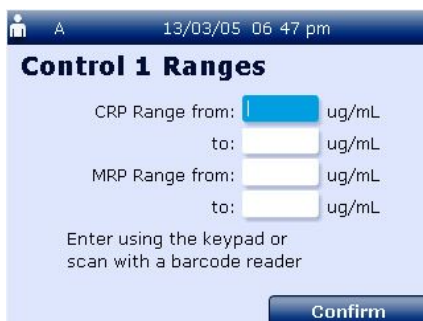 A 13/03/05 06 47 pm
Control 1 Ranges
CRP Range from: ug/mL
to: ug/mL
MRP Range from: ug/mL
to: ug/mL
Enter using the keypad or
scan with a barcode reader
Confirm